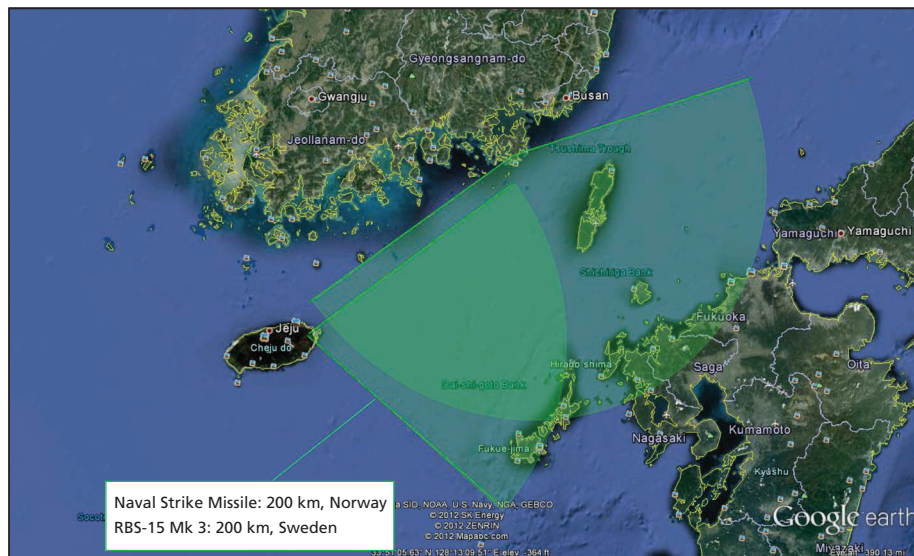 Gyeongsangnam-do
Gwangju
Busan
Jeollanam-do
Tsushima Trough
Yamaguchi
Yamaguchi
Shichiriga Bank
Fukuoka
Jeju
Cheju do
Hirado-shima
Saga
Oita
Dai-shi-goto Bank
Kumamoto
Nagasaki
Fukue-jima
Kyushu
Naval Strike Missile: 200 km, Norway
RBS-15 Mk 3: 200 km, Sweden
SIO, NOAA, U.S. Navy, NGA, GEBCO
© 2012 SK Energy
© 2012 ZENRIN
© 2012 Mapabc.com
Google earth
Miyazaki